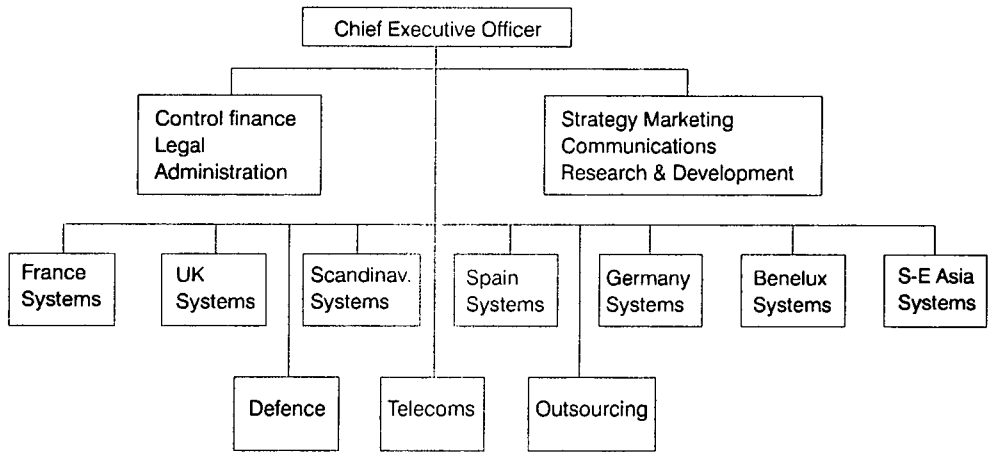 Chief Executive Officer
Control finance
Legal
Administration
Strategy Marketing
Communications
Research & Development
France
Systems
UK
Systems
Scandinav.
Systems
Spain
Systems
Germany
Systems
Benelux
Systems
S-E Asia
Systems
Defence
Telecoms
Outsourcing